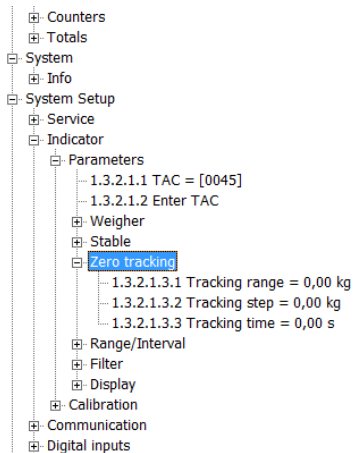 Counters
Totals
System
Info
System Setup
Service
Indicator
Parameters
1.3.2.1.1 TAC = [0045]
1.3.2.1.2 Enter TAC
Weigher
Stable
Zero tracking
1.3.2.1.3.1 Tracking range = 0,00 kg
1.3.2.1.3.2 Tracking step = 0,00 kg
1.3.2.1.3.3 Tracking time = 0,00 s
Range/Interval
Filter
Display
Calibration
Communication
Digital inputs